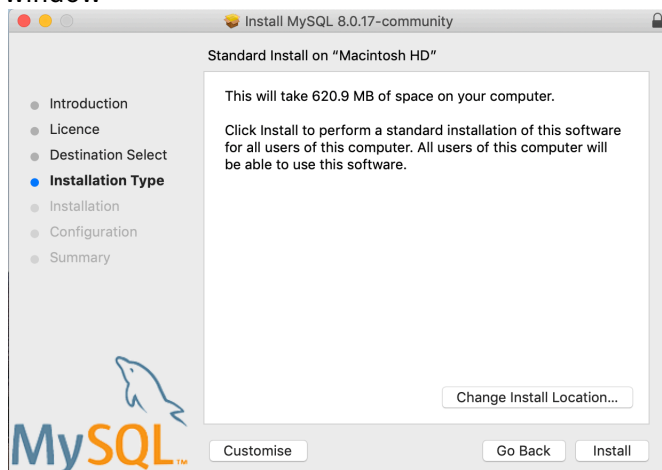 window
Install MySQL 8.0.17-community
Standard Install on “Macintosh HD”
Introduction
Licence
Destination Select
Installation Type
Installation
Configuration
Summary
This will take 620.9 MB of space on your computer.
Click Install to perform a standard installation of this software
for all users of this computer. All users of this computer will
be able to use this software.
Change Install Location...
MySQL™
Customise
Go Back
Install